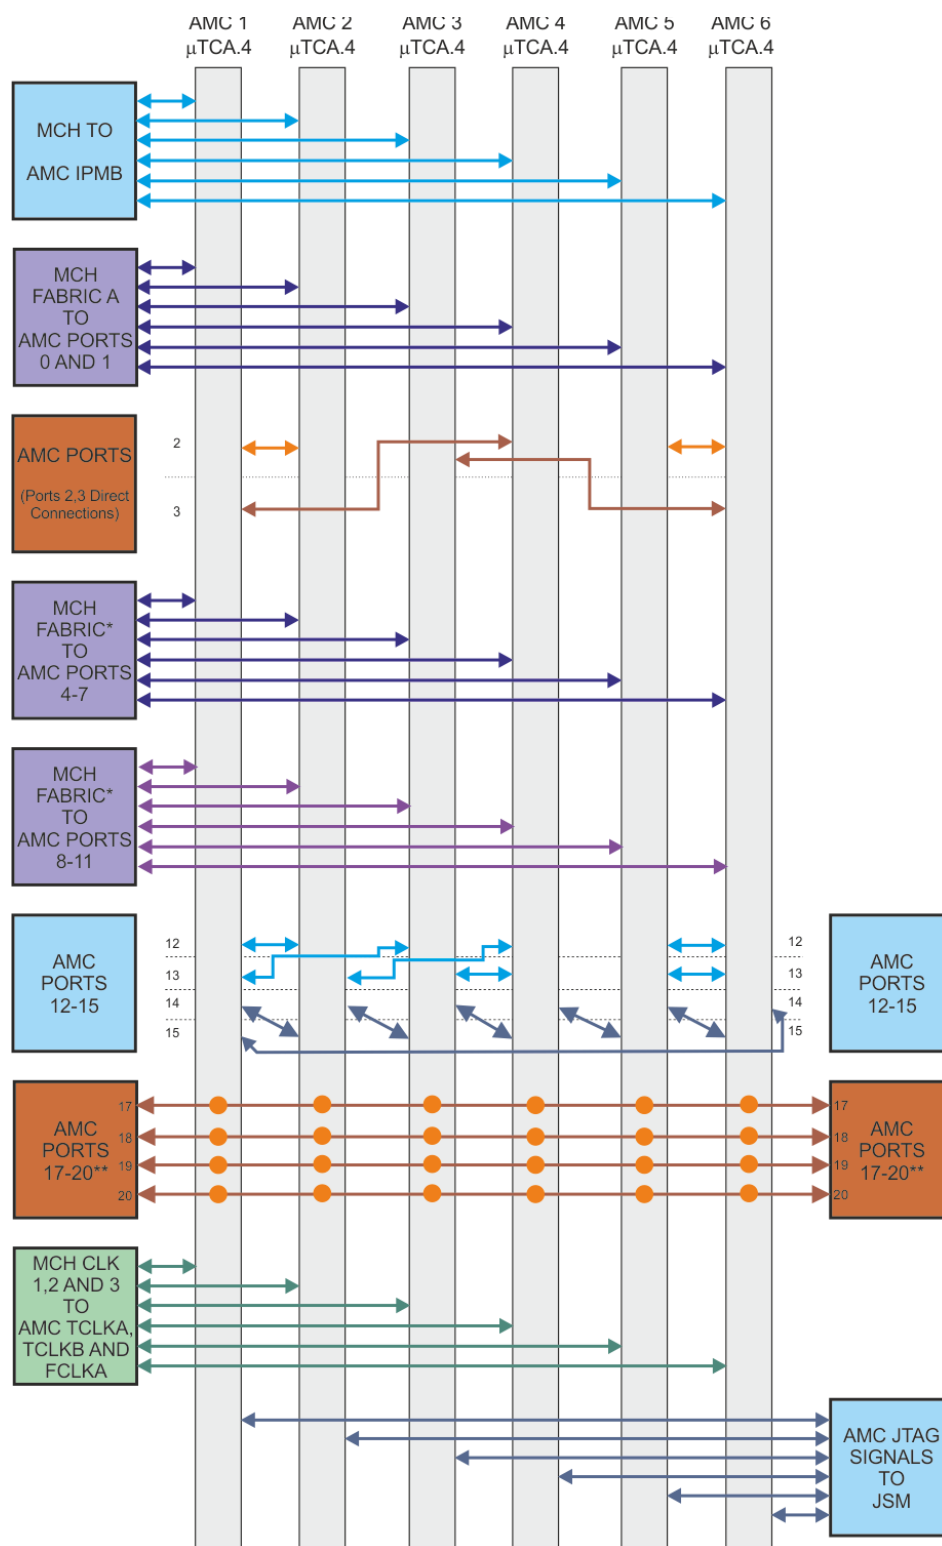 AMC 1 AMC 2 AMC 3 AMC 4 AMC 5 AMC 6
µTCA.4 µTCA.4 µTCA.4 µTCA.4 µTCA.4 µTCA.4
MCH TO
AMC IPMB
MCH
FABRIC A
TO
AMC PORTS
0 AND 1
AMC PORTS
(Ports 2,3 Direct
Connections)
2
3
MCH
FABRIC*
TO
AMC PORTS
4-7
MCH
FABRIC*
TO
AMC PORTS
8-11
AMC
PORTS
12-15
12
13
14
15
12
13
14
15
AMC
PORTS
12-15
AMC
PORTS
17-20**
17
18
19
20
17
18
19
20
AMC
PORTS
17-20**
MCH CLK
1,2 AND 3
TO
AMC TCLKA,
TCLKB AND
FCLKA
AMC JTAG
SIGNALS
TO
JSM